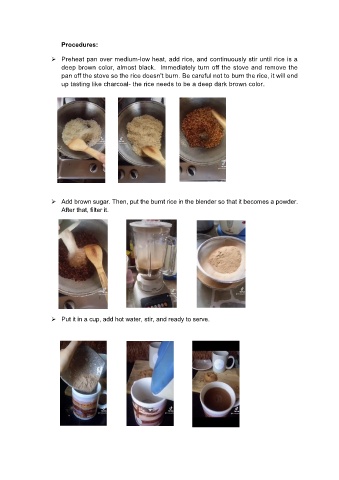 Procedures:
➢ Preheat pan over medium-low heat, add rice, and continuously stir until rice is a
deep brown color, almost black. Immediately turn off the stove and remove the
pan off the stove so the rice doesn't burn. Be careful not to burn the rice, it will end
up tasting like charcoal- the rice needs to be a deep dark brown color.
➢ Add brown sugar. Then, put the burnt rice in the blender so that it becomes a powder.
After that, filter it.
➢ Put it in a cup, add hot water, stir, and ready to serve.